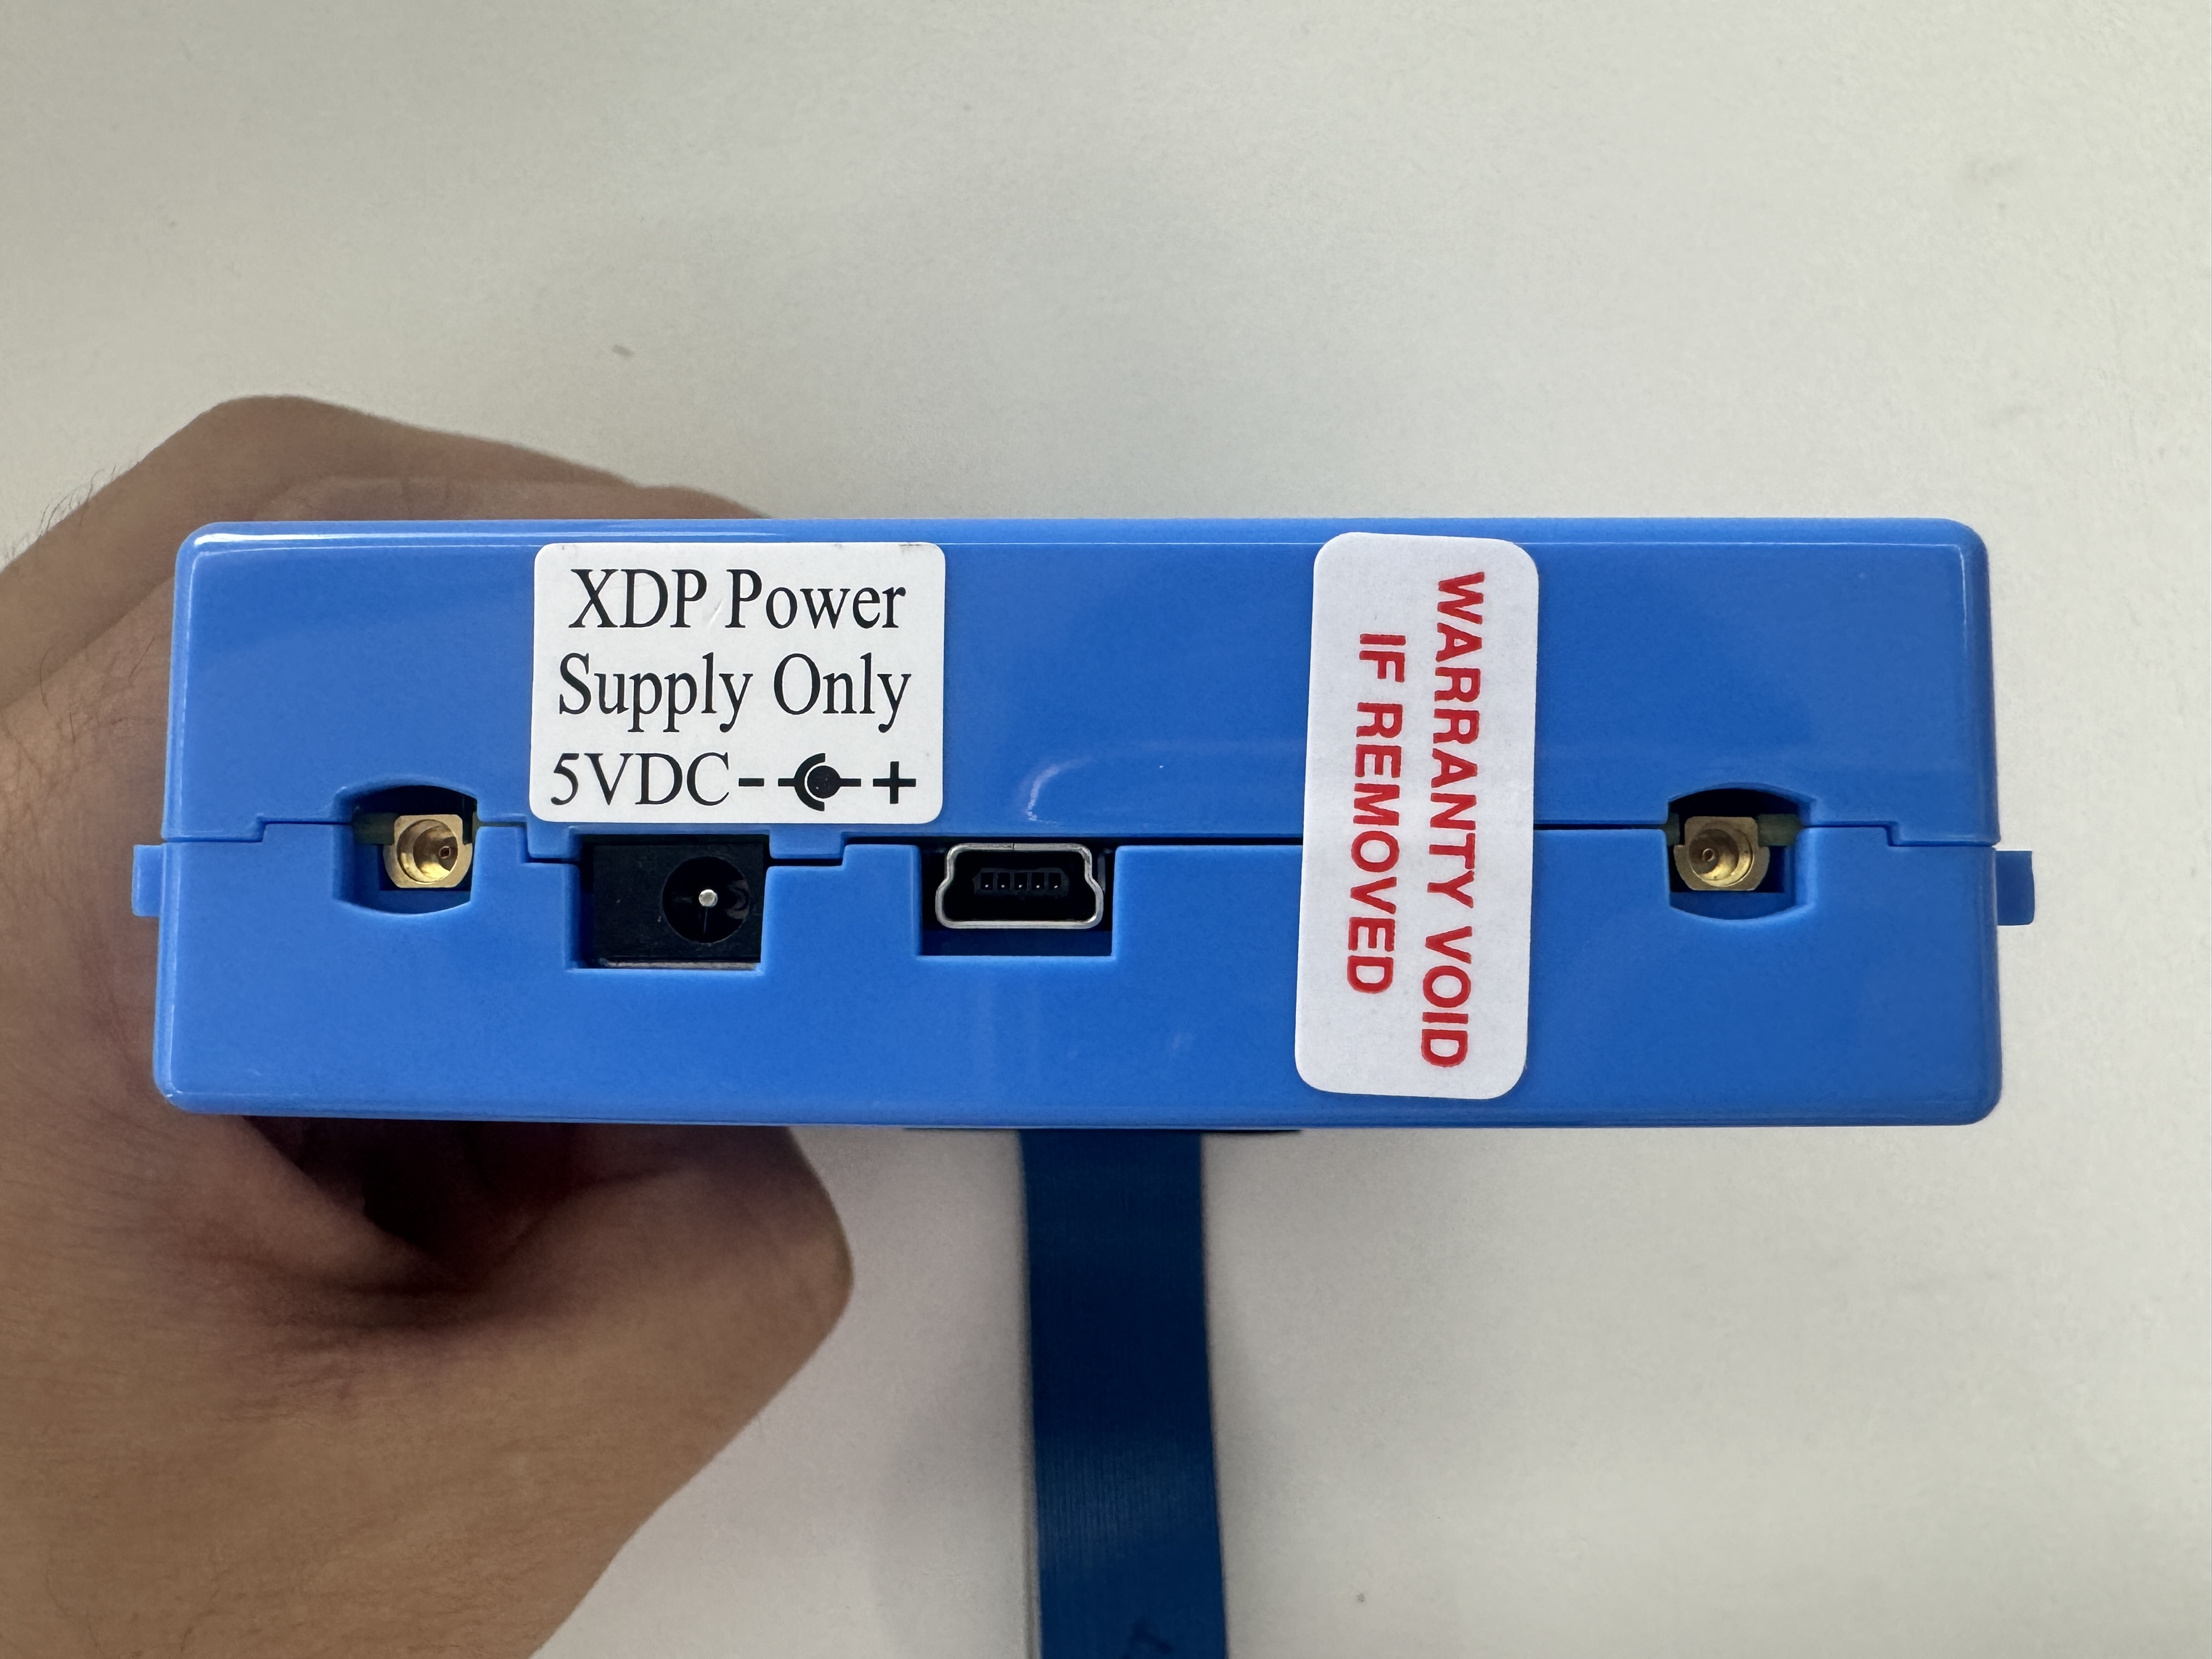 XDP Power
Supply Only
5VDC - +
WARRANTY VOID
IF REMOVED